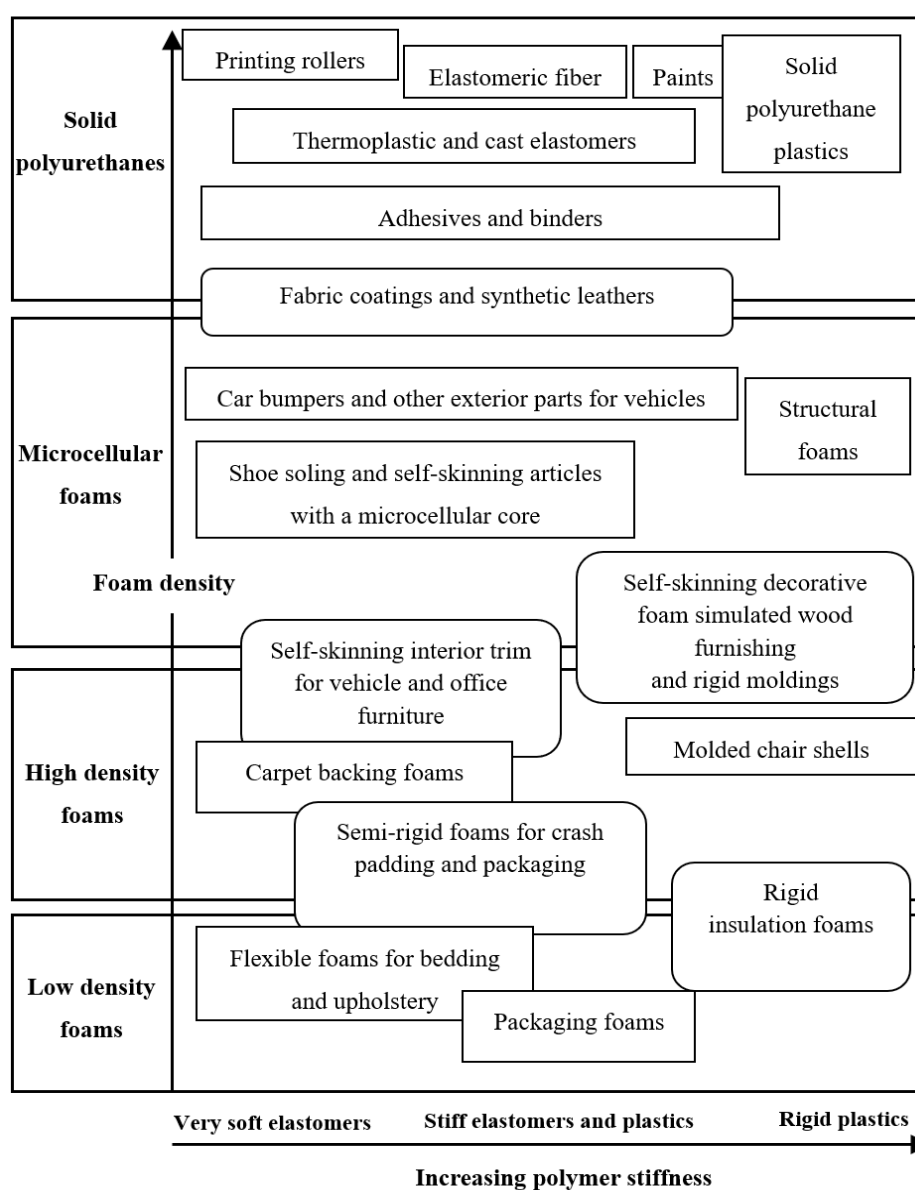 Printing rollers
Elastomeric fiber
Paints
Solid
polyurethane
plastics
Solid
polyurethanes
Thermoplastic and cast elastomers
Adhesives and binders
Fabric coatings and synthetic leathers
Car bumpers and other exterior parts for vehicles
Structural
foams
Microcellular
foams
Shoe soling and self-skinning articles
with a microcellular core
Foam density
Self-skinning decorative
foam simulated wood
furnishing
and rigid moldings
Self-skinning interior trim
for vehicle and office
furniture
Molded chair shells
High density
foams
Carpet backing foams
Semi-rigid foams for crash
padding and packaging
Rigid
insulation foams
Low density
foams
Flexible foams for bedding
and upholstery
Packaging foams
Very soft elastomers
Stiff elastomers and plastics
Rigid plastics
Increasing polymer stiffness